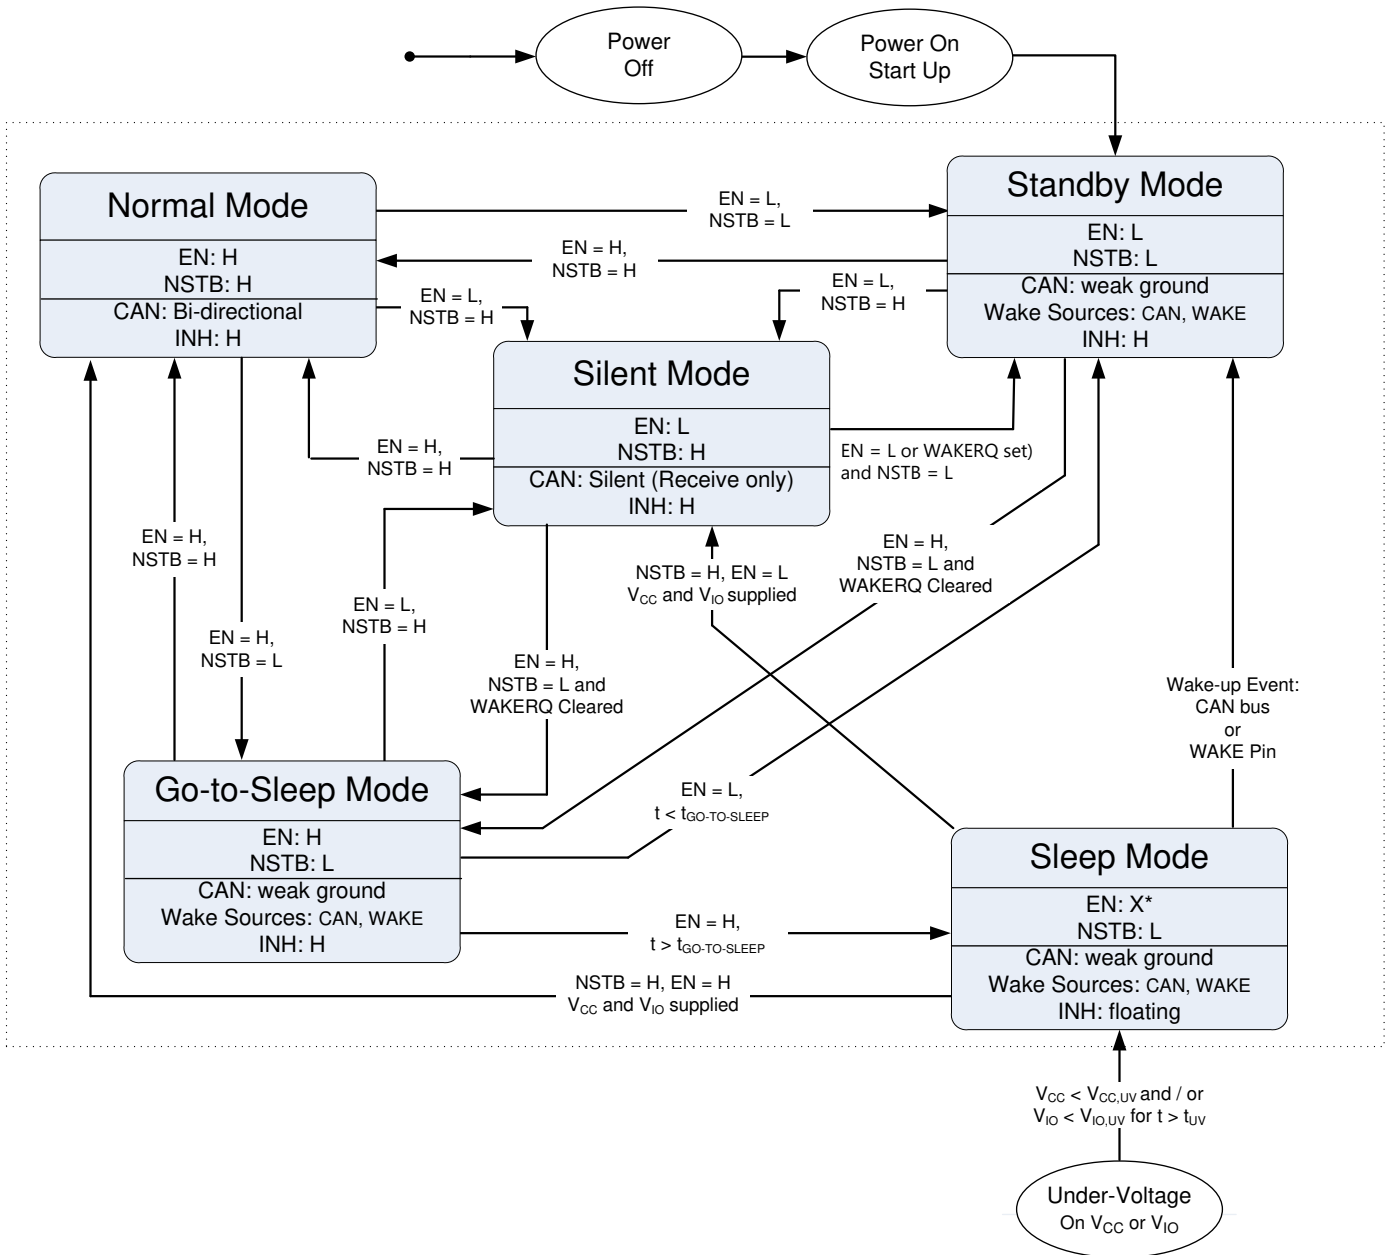 Power
Off
Power On
Start Up
Normal Mode
EN: H
NSTB: H
CAN: Bi-directional
INH: H
EN = L,
NSTB = L
EN = H,
NSTB = H
EN = L,
NSTB = H
EN = L,
NSTB = H
Standby Mode
EN: L
NSTB: L
CAN: weak ground
Wake Sources: CAN, WAKE
INH: H
Silent Mode
EN: L
NSTB: H
CAN: Silent (Receive only)
INH: H
EN = H,
NSTB = H
EN = L or WAKERQ set)
and NSTB = L
EN = H,
NSTB = H
EN = H,
NSTB = L
EN = L,
NSTB = H
EN = H,
NSTB = L and
WAKERQ Cleared
NSTB = H, EN = L
VCC and VIO supplied
EN = H,
NSTB = L and
WAKERQ Cleared
Wake-up Event:
CAN bus
or
WAKE Pin
Go-to-Sleep Mode
EN: H
NSTB: L
CAN: weak ground
Wake Sources: CAN, WAKE
INH: H
EN = L,
t < tGO-TO-SLEEP
EN = H,
t > tGO-TO-SLEEP
NSTB = H, EN = H
VCC and VIO supplied
Sleep Mode
EN: X*
NSTB: L
CAN: weak ground
Wake Sources: CAN, WAKE
INH: floating
VCC < VCC,UV and / or
VIO < VIO,UV for t > tUV
Under-Voltage
On VCC or VIO